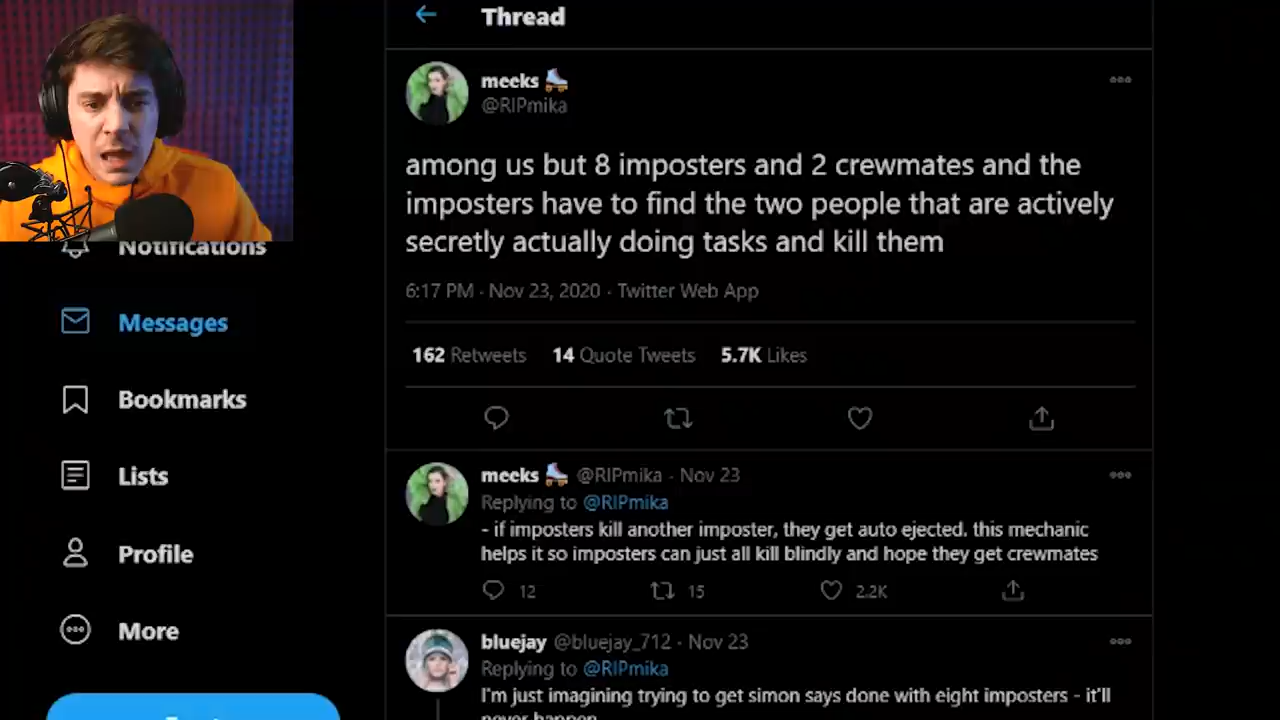 Thread
meeks
@RIPmika
among us but 8 imposters and 2 crewmates and the
imposters have to find the two people that are actively
secretly actually doing tasks and kill them
6:17 PM · Nov 23, 2020 · Twitter Web App
162 Retweets 14 Quote Tweets 5.7K Likes
Notifications
Messages
Bookmarks
Lists
Profile
More
meeks @RIPmika · Nov 23
Replying to @RIPmika
- if imposters kill another imposter, they get auto ejected. this mechanic
helps it so imposters can just all kill blindly and hope they get crewmates
12 15 2.2K
bluejay @bluejay_712 · Nov 23
Replying to @RIPmika
I'm just imagining trying to get simon says done with eight imposters - it'll
never happen